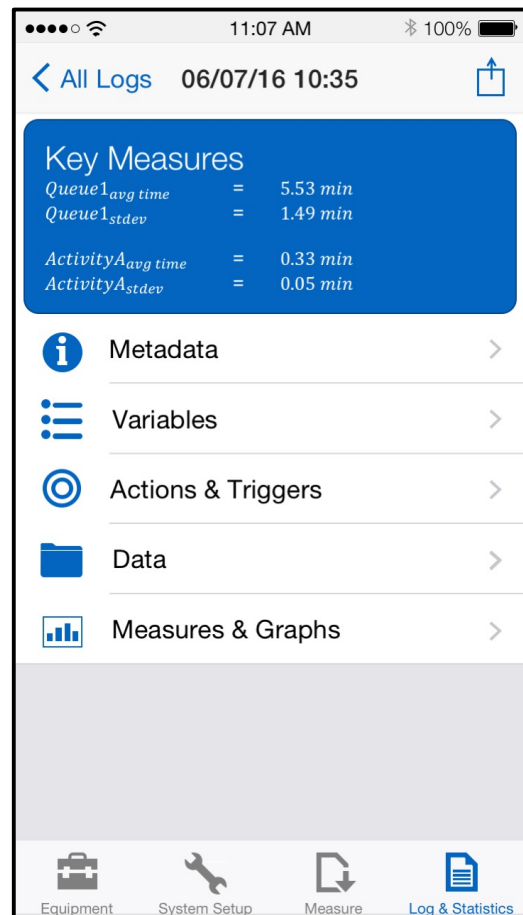 11:07 AM 100%
All Logs 06/07/16 10:35
Key Measures
Queue1avg time = 5.53 min
Queue1stdev = 1.49 min
ActivityAavg time = 0.33 min
ActivityAstdev = 0.05 min
Metadata
Variables
Actions & Triggers
Data
Measures & Graphs
Equipment System Setup Measure Log & Statistics